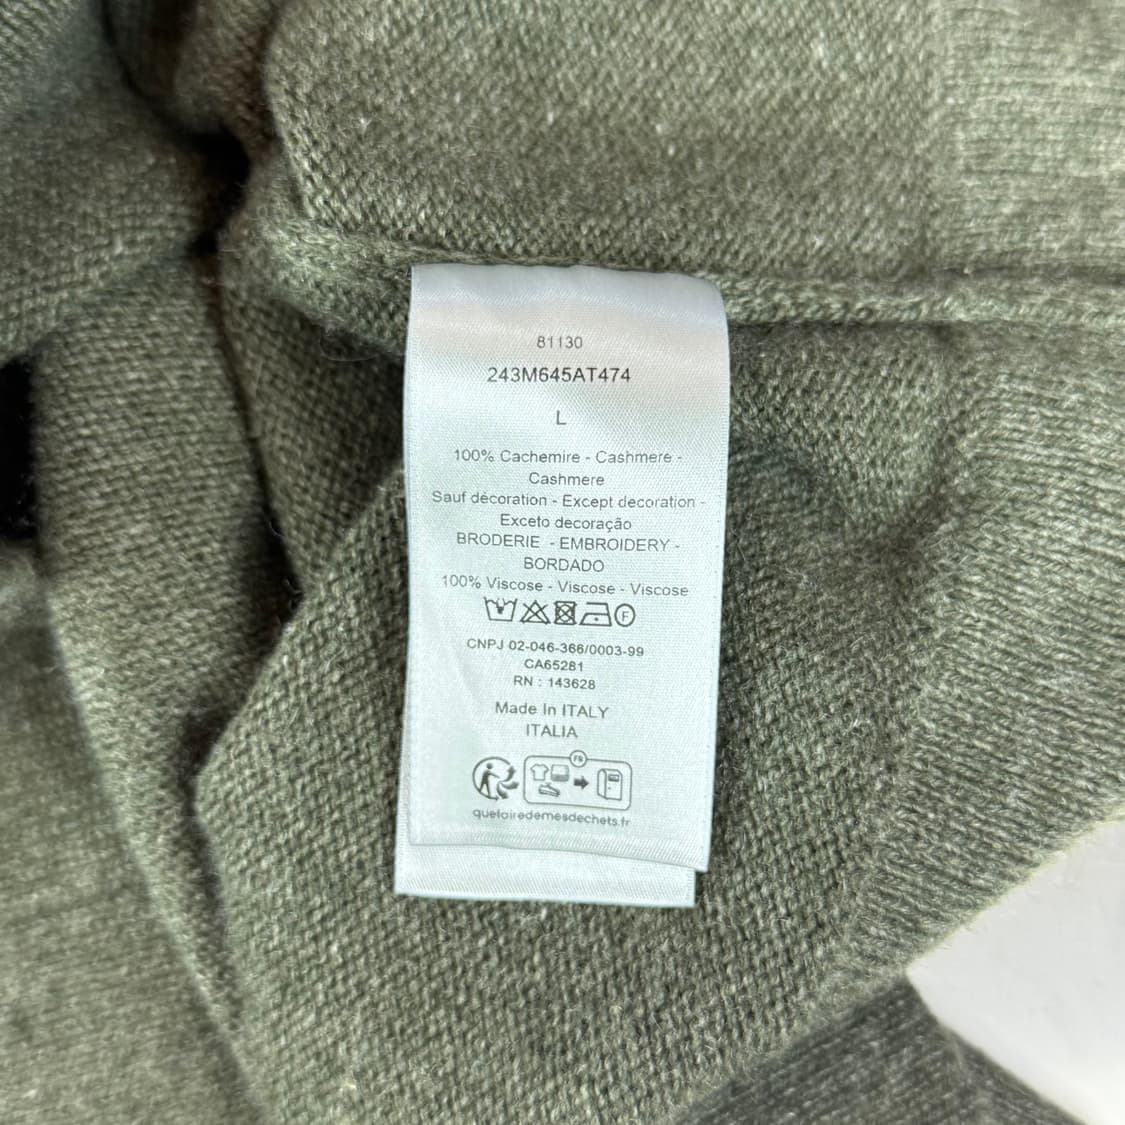 81130
243M645AT474
L
100% Cachemire - Cashmere -
Cashmere
Sauf décoration - Except decoration -
Exceto decoração
BRODERIE - EMBROIDERY -
BORDADO
100% Viscose - Viscose - Viscose
F
CNPJ 02-046-366/0003-99
CA65281
RN : 143628
Made In ITALY
ITALIA
FR
quefairedemesdechets.fr